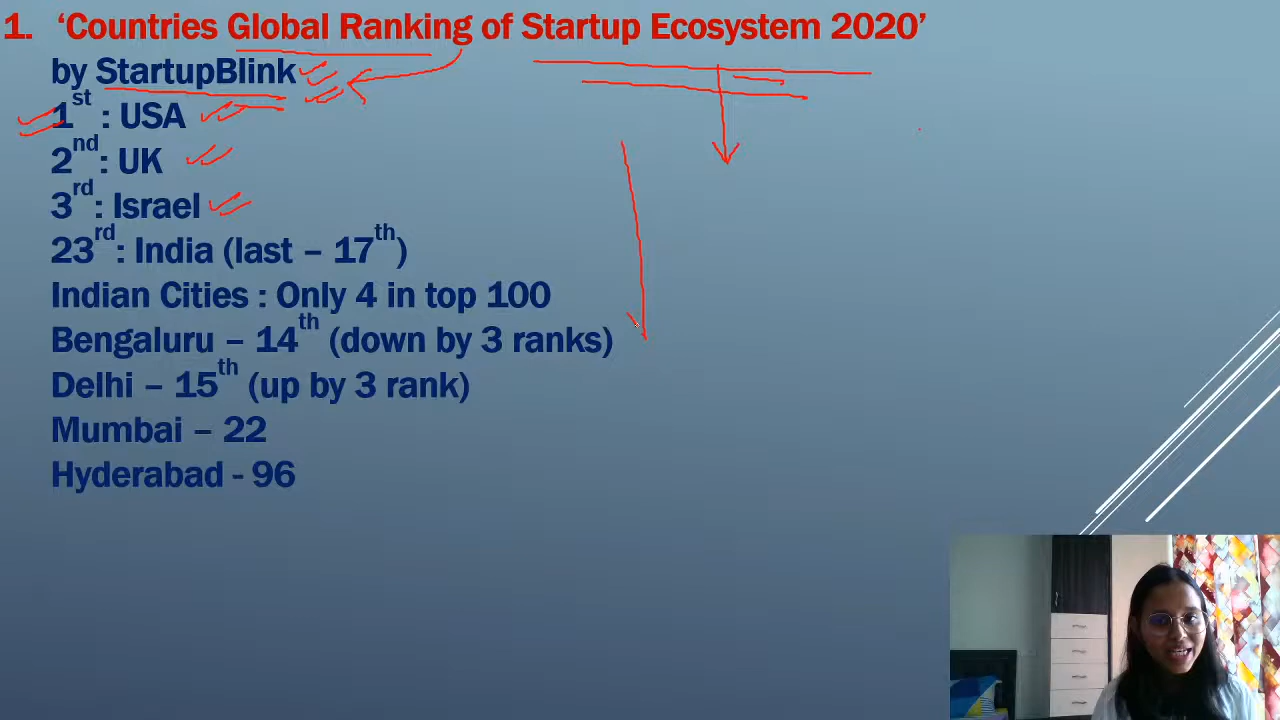 1. ‘Countries Global Ranking of Startup Ecosystem 2020’
by StartupBlink
1st : USA
2nd : UK
3rd : Israel
23rd : India (last – 17th)
Indian Cities : Only 4 in top 100
Bengaluru – 14th (down by 3 ranks)
Delhi – 15th (up by 3 rank)
Mumbai – 22
Hyderabad - 96